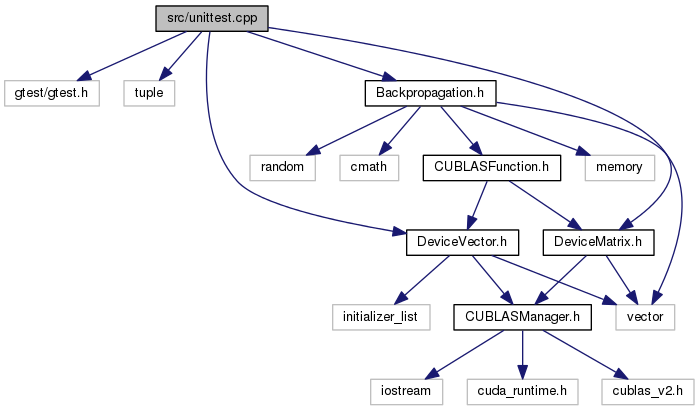 src/unittest.cpp
gtest/gtest.h
tuple
Backpropagation.h
random
cmath
CUBLASFunction.h
memory
DeviceVector.h
DeviceMatrix.h
initializer_list
CUBLASManager.h
vector
iostream
cuda_runtime.h
cublas_v2.h